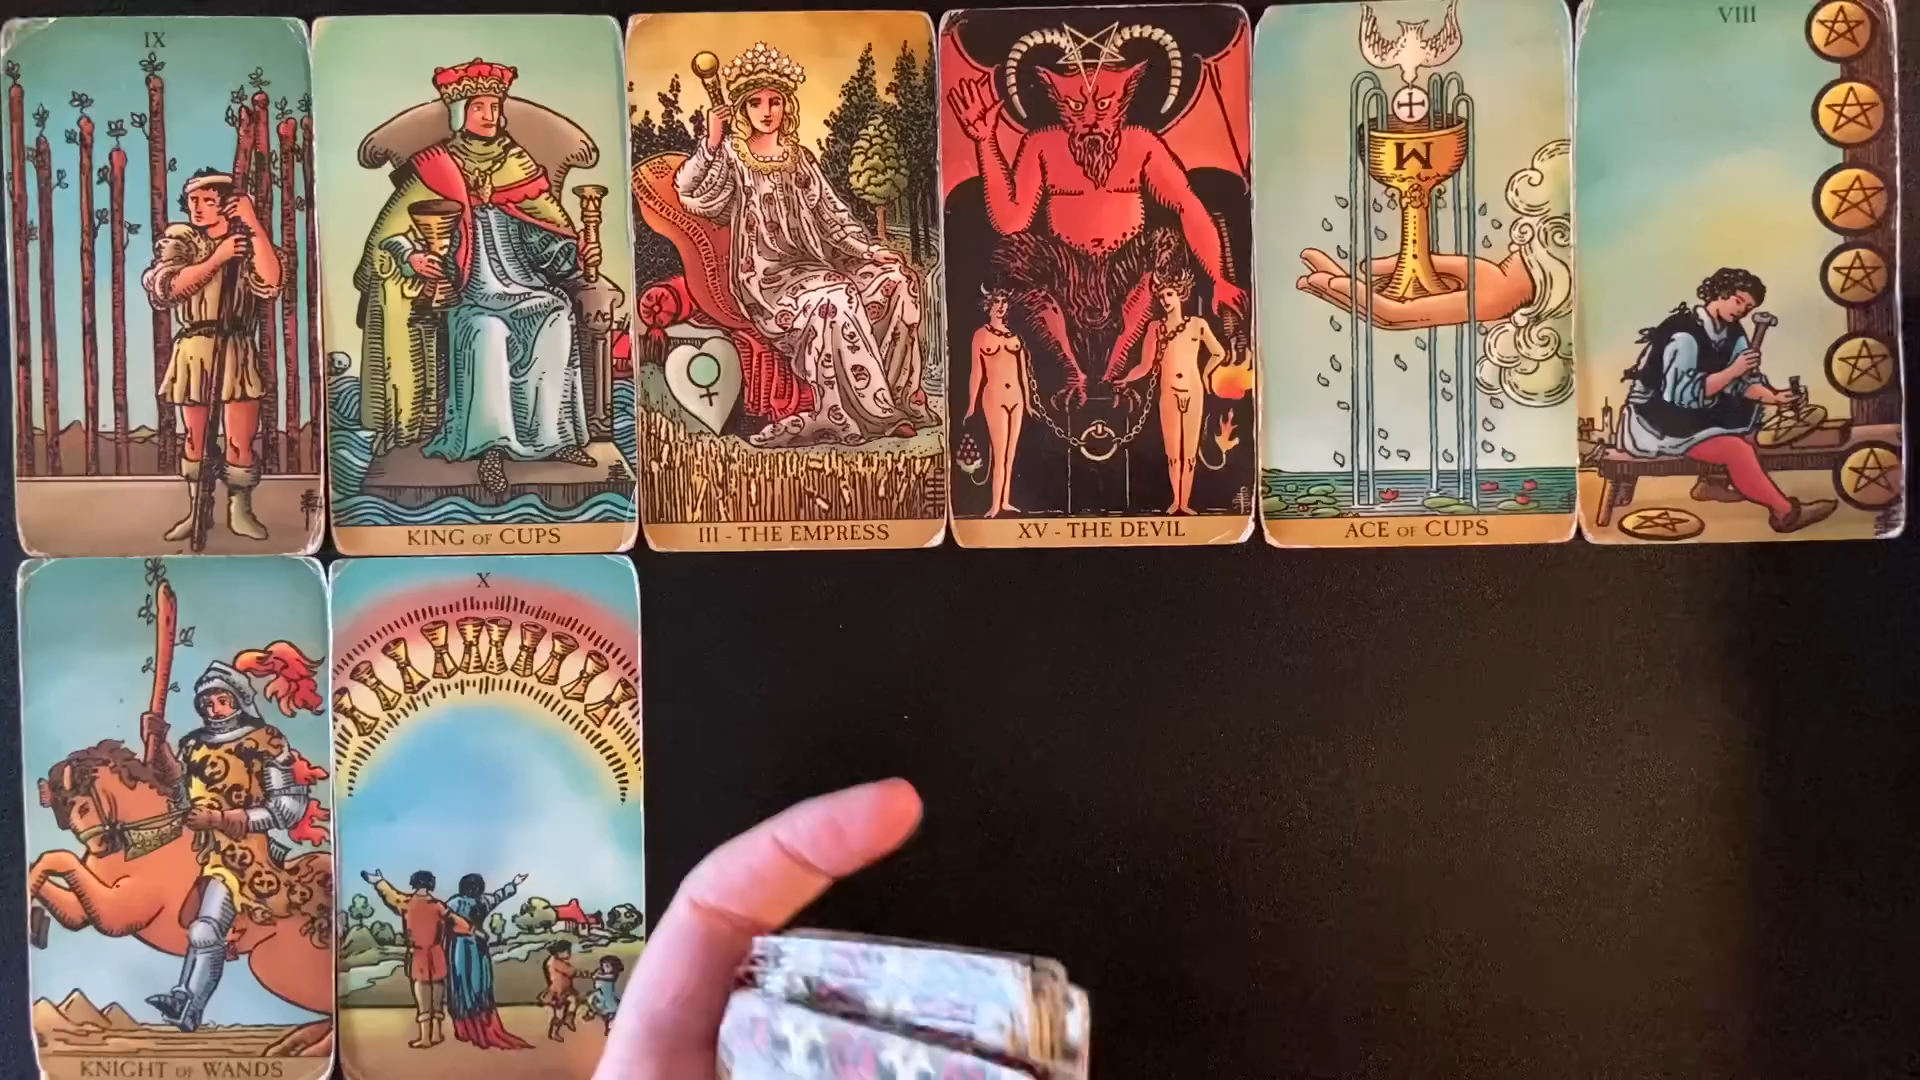 IX
KING OF CUPS
III - THE EMPRESS
XV - THE DEVIL
M
ACE OF CUPS
VIII
KNIGHT OF WANDS
X